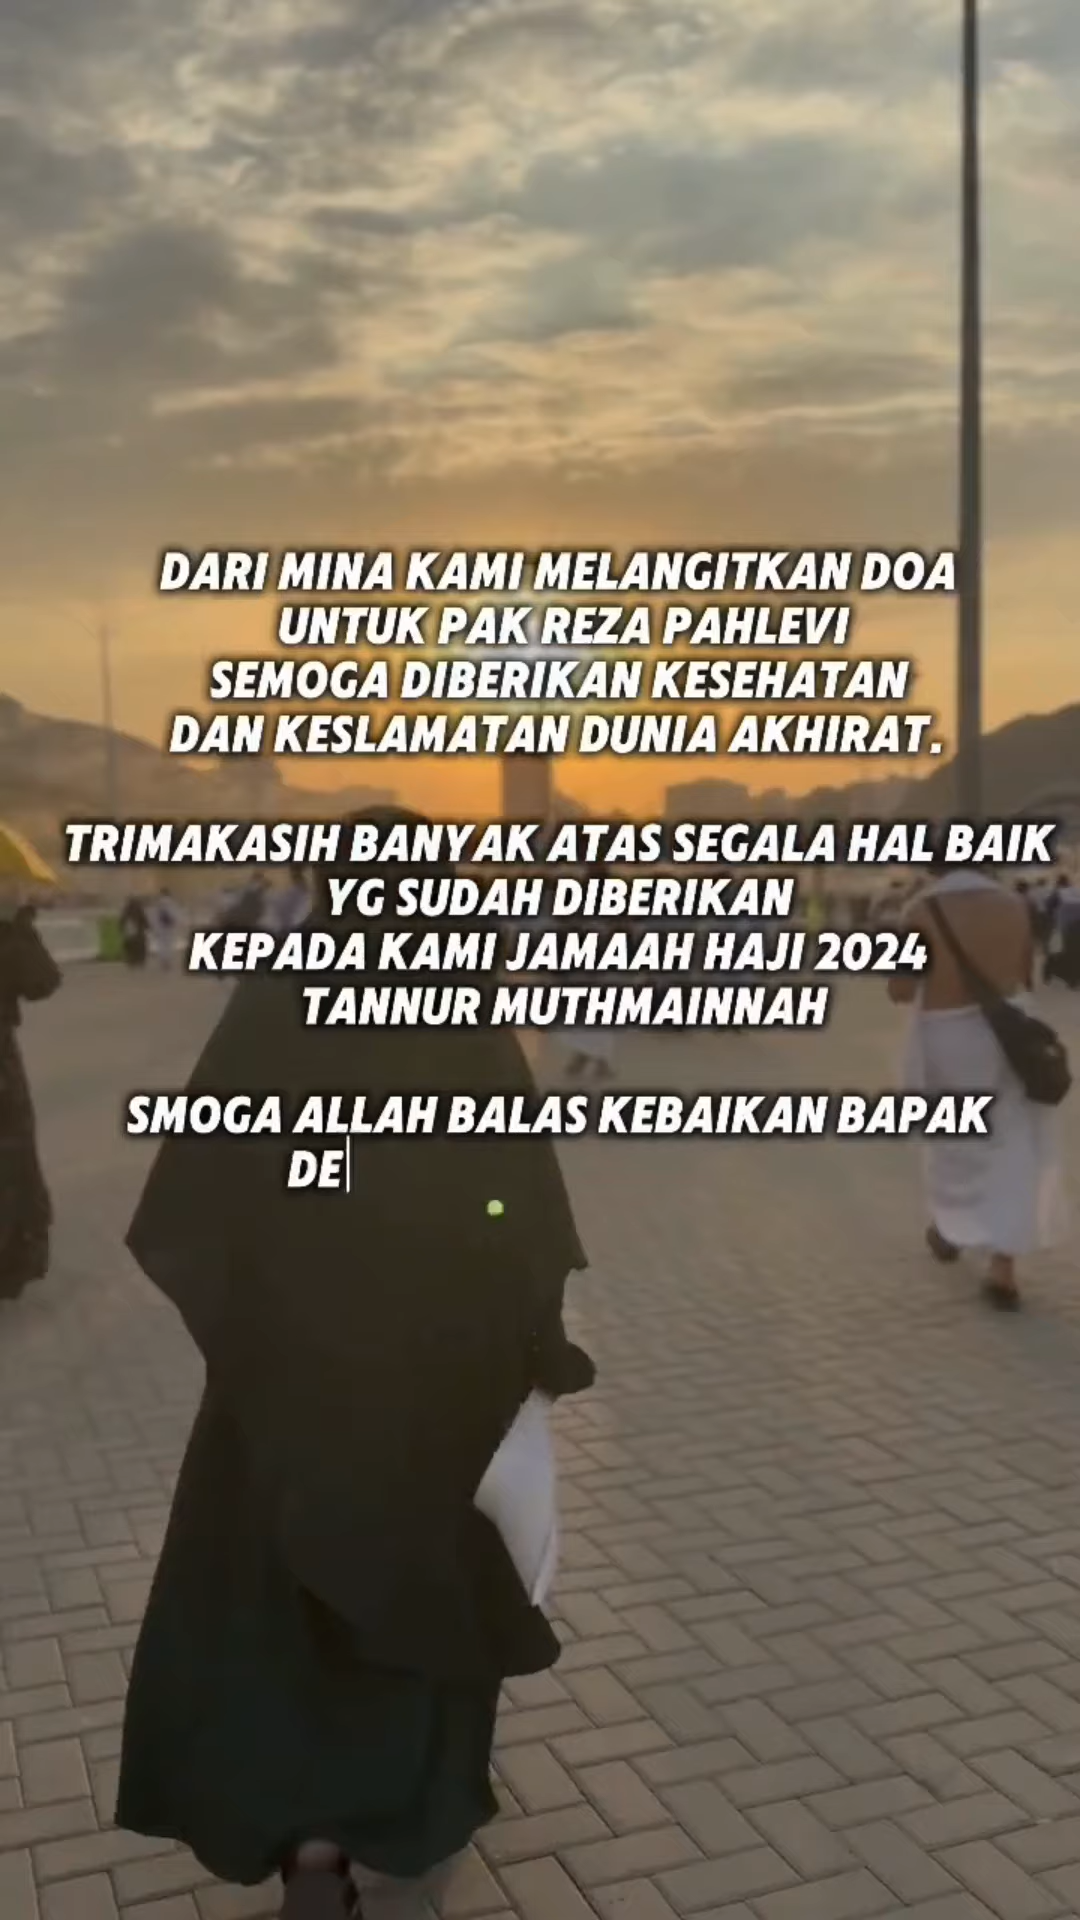 DARI MINA KAMI MELANGITKAN DOA
UNTUK PAK REZA PAHLEVI
SEMOGA DIBERIKAN KESEHATAN
DAN KESLAMATAN DUNIA AKHIRAT.
TRIMAKASIH BANYAK ATAS SEGALA HAL BAIK
YG SUDAH DIBERIKAN
KEPADA KAMI JAMAAH HAJI 2024
TANNUR MUTHMAINNAH
SMOGA ALLAH BALAS KEBAIKAN BAPAK
DE